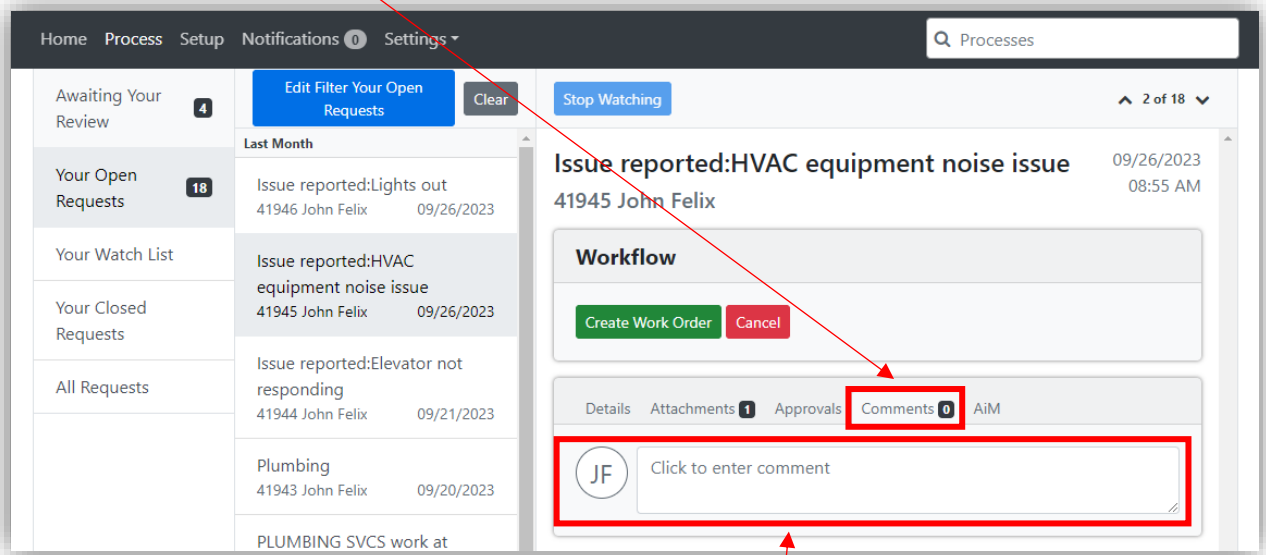 Home Process Setup Notifications 0 Settings
Processes
Awaiting Your
Review
4
Your Open
Requests
18
Your Watch List
Your Closed
Requests
All Requests
Edit Filter Your Open
Requests
Clear
Last Month
Issue reported:Lights out
41946 John Felix 09/26/2023
Issue reported:HVAC
equipment noise issue
41945 John Felix 09/26/2023
Issue reported:Elevator not
responding
41944 John Felix 09/21/2023
Plumbing
41943 John Felix 09/20/2023
PLUMBING SVCS work at
Stop Watching
2 of 18
Issue reported:HVAC equipment noise issue
09/26/2023
08:55 AM
41945 John Felix
Workflow
Create Work Order Cancel
Details Attachments 1 Approvals Comments 0 AiM
JF
Click to enter comment